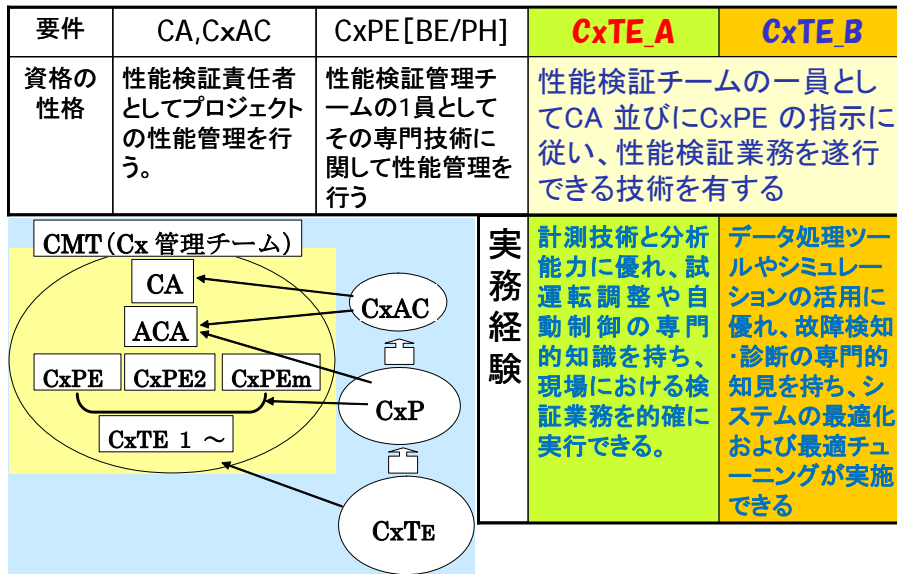 要件
CA,CxAC
CxPE[BE/PH]
CxTE_A
CxTE_B
資格の
性格
性能検証責任者
としてプロジェクト
の性能管理を行
う。
性能検証管理チ
ームの1員として
その専門技術に
関して性能管理を
行う
性能検証チームの一員とし
てCA 並びにCxPE の指示に
従い、性能検証業務を遂行
できる技術を有する
CMT(Cx 管理チーム)
CA
ACA
CxPE
CxPE2
CxPEm
CxTE 1 ~
CxAC
CxP
CxTE
実
務
経
験
計測技術と分析
能力に優れ、試
運転調整や自
動制御の専門
的知識を持ち、
現場における検
証業務を的確に
実行できる。
データ処理ツー
ルやシミュレー
ションの活用に
優れ、故障検知
・診断の専門的
知見を持ち、シ
ステムの最適化
および最適チュ
ーニングが実施
できる